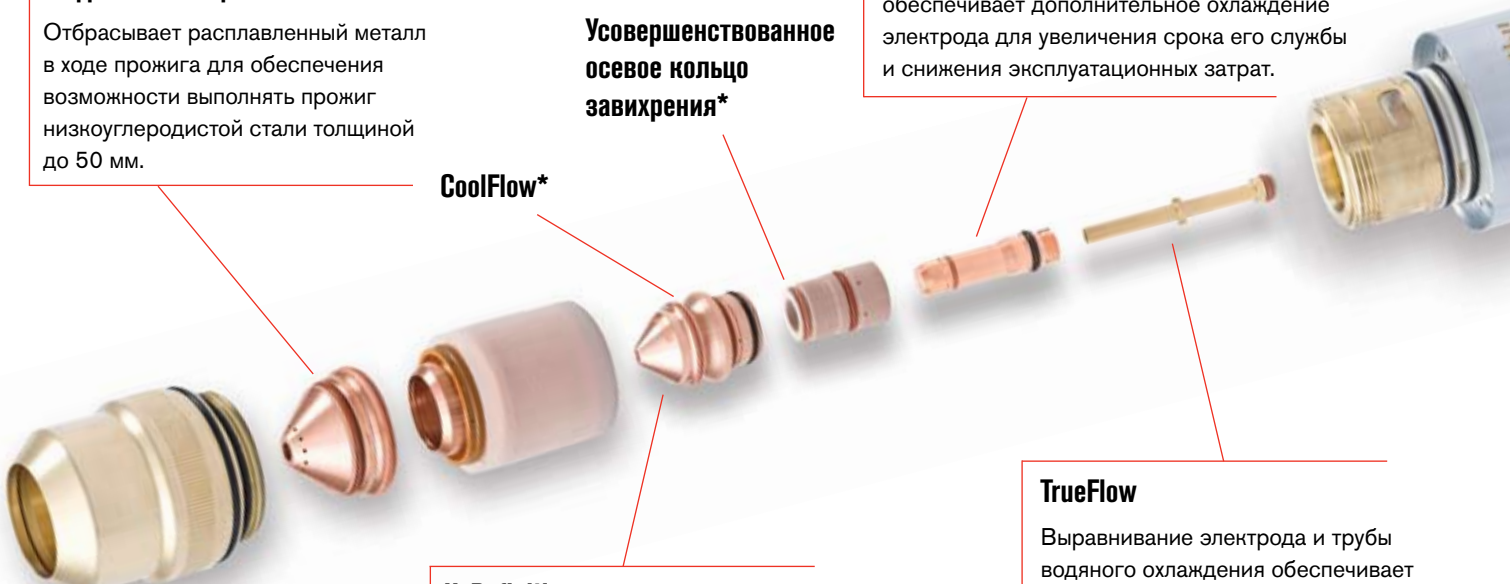 Отбрасывает расплавленный металл
в ходе прожига для обеспечения
возможности выполнять прожиг
низкоуглеродистой стали толщиной
до 50 мм.
CoolFlow*
Усовершенствованное
осевое кольцо
завихрения*
обеспечивает дополнительное охлаждение
электрода для увеличения срока его службы
и снижения эксплуатационных затрат.
TrueFlow
Выравнивание электрода и трубы
водяного охлаждения обеспечивает